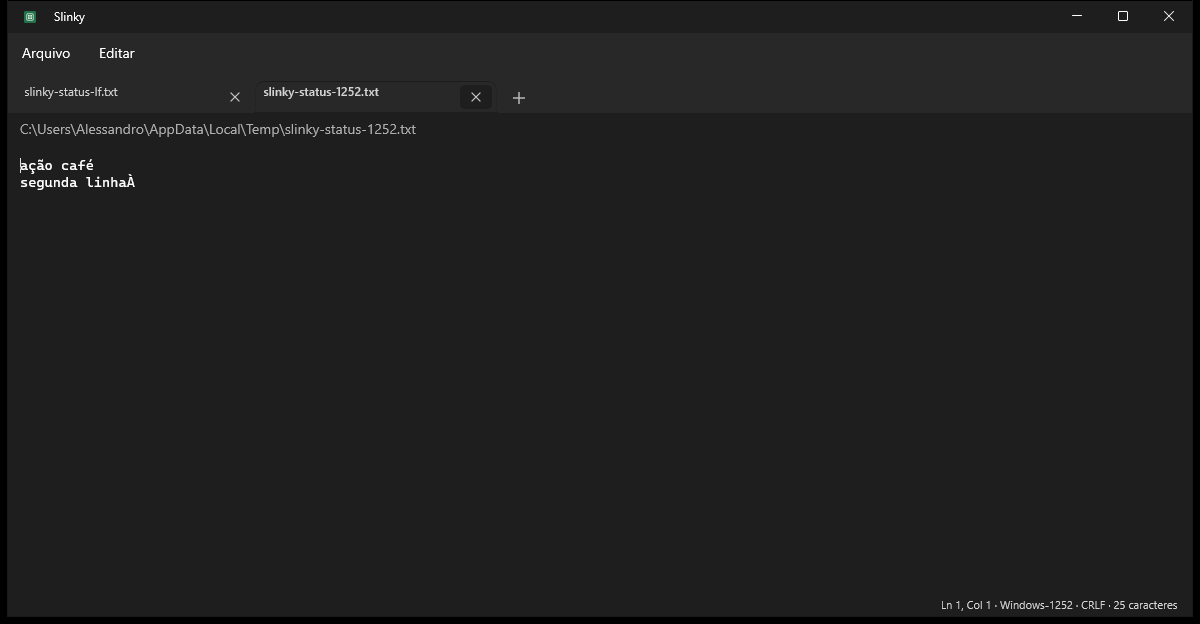 Slinky
Arquivo Editar
slinky-status-lf.txt slinky-status-1252.txt
C:\Users\Alessandro\AppData\Local\Temp\slinky-status-1252.txt
ação café
segunda linhaÀ
Ln 1, Col 1 · Windows-1252 · CRLF · 25 caracteres